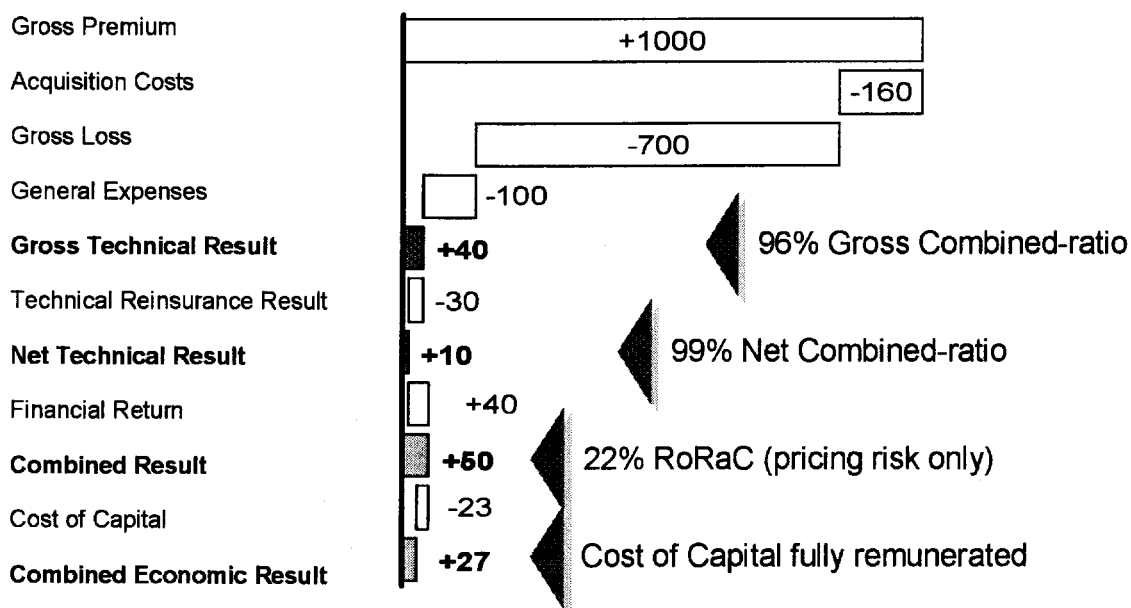 Gross Premium
+1000
Acquisition Costs
-160
Gross Loss
-700
General Expenses
-100
Gross Technical Result
+40
96% Gross Combined-ratio
Technical Reinsurance Result
-30
Net Technical Result
+10
99% Net Combined-ratio
Financial Return
+40
Combined Result
+50
22% RoRaC (pricing risk only)
Cost of Capital
-23
Combined Economic Result
+27
Cost of Capital fully remunerated